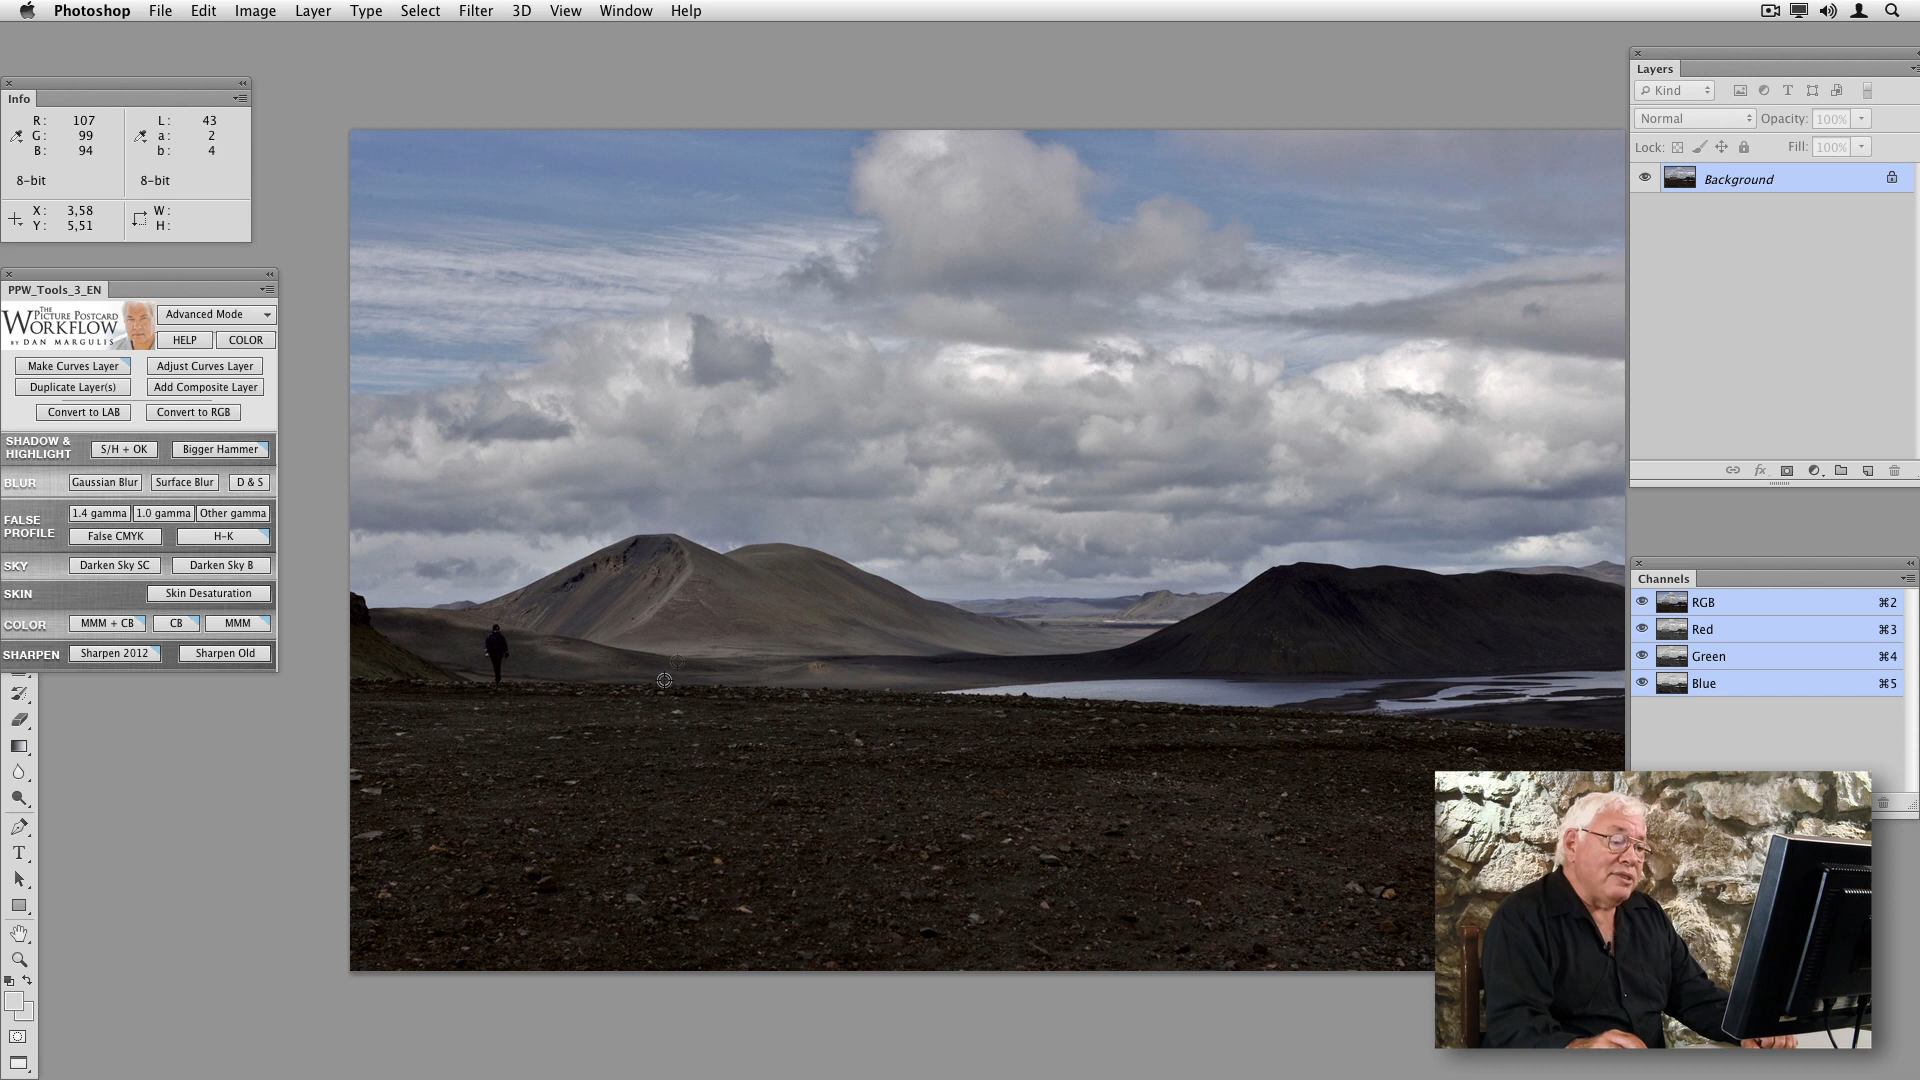 Photoshop File Edit Image Layer Type Select Filter 3D View Window Help
Info
R: 107 L: 43
G: 99 a: 2
B: 94 b: 4
8-bit 8-bit
X: 3,58 W:
Y: 5,51 H:
PPW_Tools_3_EN
THE
PICTURE POSTCARD
WORKFLOW
BY DAN MARGULIS
Advanced Mode
HELP COLOR
Make Curves Layer Adjust Curves Layer
Duplicate Layer(s) Add Composite Layer
Convert to LAB Convert to RGB
SHADOW &
HIGHLIGHT S/H + OK Bigger Hammer
BLUR Gaussian Blur Surface Blur D & S
FALSE
PROFILE 1.4 gamma 1.0 gamma Other gamma
False CMYK H-K
SKY Darken Sky SC Darken Sky B
SKIN Skin Desaturation
COLOR MMM + CB CB MMM
SHARPEN Sharpen 2012 Sharpen Old
Layers
Kind
Normal Opacity: 100%
Lock: Fill: 100%
Background
Channels
RGB ⌘2
Red ⌘3
Green ⌘4
Blue ⌘5